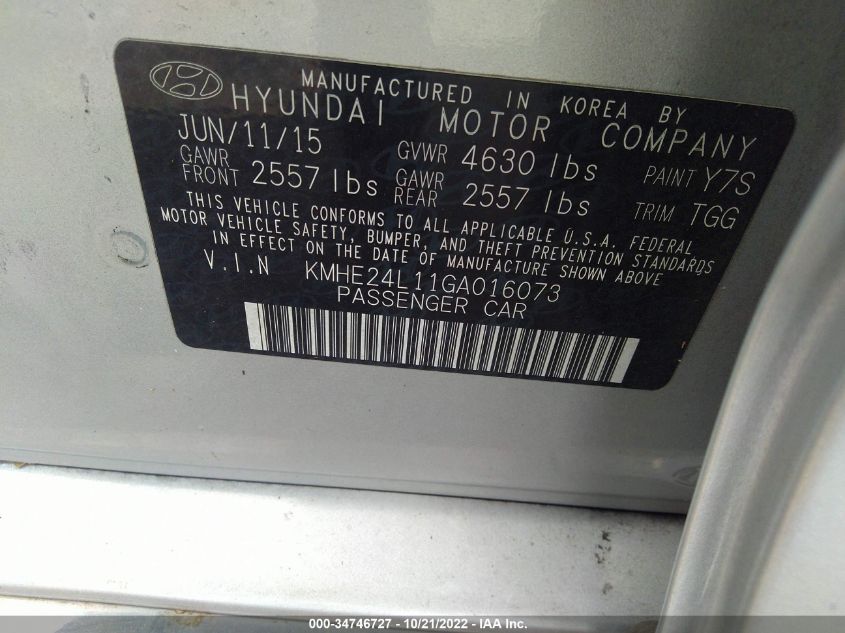 MANUFACTURED IN KOREA BY
HYUNDAI MOTOR COMPANY
JUN/11/15 GVWR 4630 lbs PAINT Y7S
GAWR FRONT 2557 lbs GAWR REAR 2557 lbs TRIM TGG
THIS VEHICLE CONFORMS TO ALL APPLICABLE U.S.A. FEDERAL
MOTOR VEHICLE SAFETY, BUMPER, AND THEFT PREVENTION STANDARDS
IN EFFECT ON THE DATE OF MANUFACTURE SHOWN ABOVE
V.I.N KMHE24L11GA016073
PASSENGER CAR
000-34746727 - 10/21/2022 - IAA Inc.